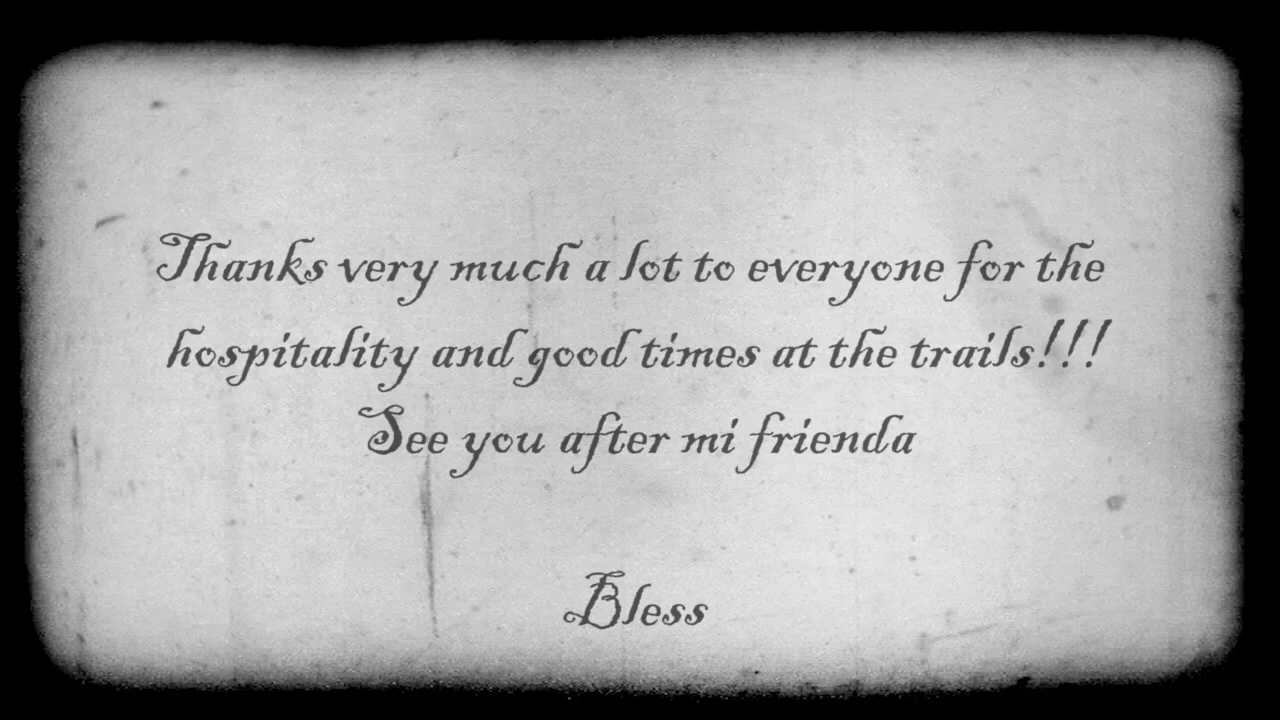 Thanks very much a lot to everyone for the
hospitality and good times at the trails!!!
See you after mi frienda
Bless